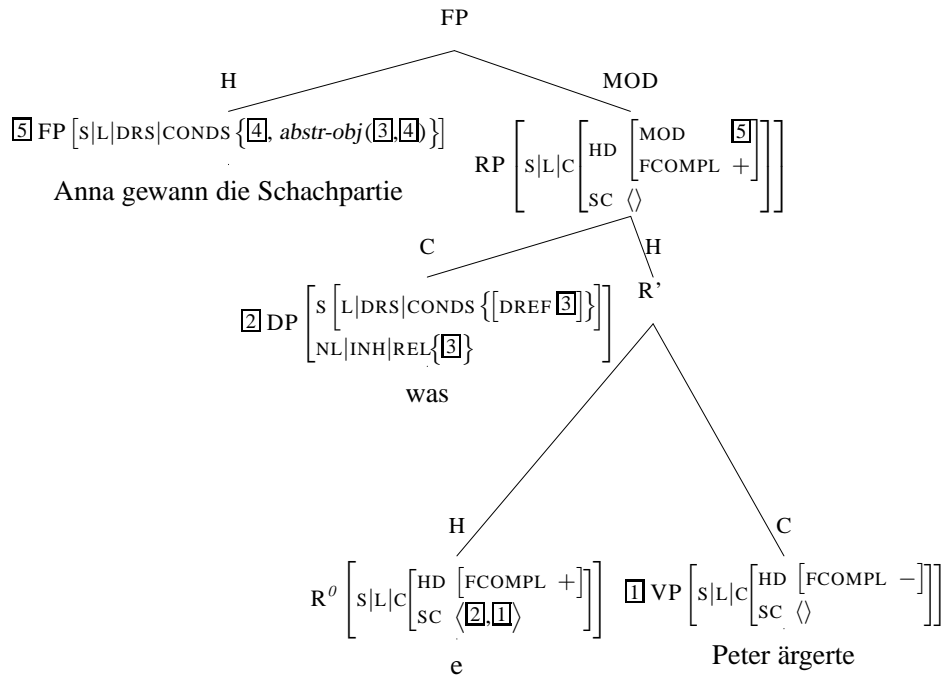 FP
H MOD
[5] FP [S|L|DRS|CONDS {[4], abstr-obj([3],[4])}]
Anna gewann die Schachpartie
RP [S|L|C [HD [MOD [5]
FCOMPL +]
SC ⟨⟩]]
C H
[2] DP [S [L|DRS|CONDS {[DREF [3]]}]
NL|INH|REL{[3]}]
R’
was
H C
R⁰ [S|L|C[HD [FCOMPL +]
SC ⟨[2],[1]⟩]]
e
[1] VP [S|L|C[HD [FCOMPL −]
SC ⟨⟩]]
Peter ärgerte